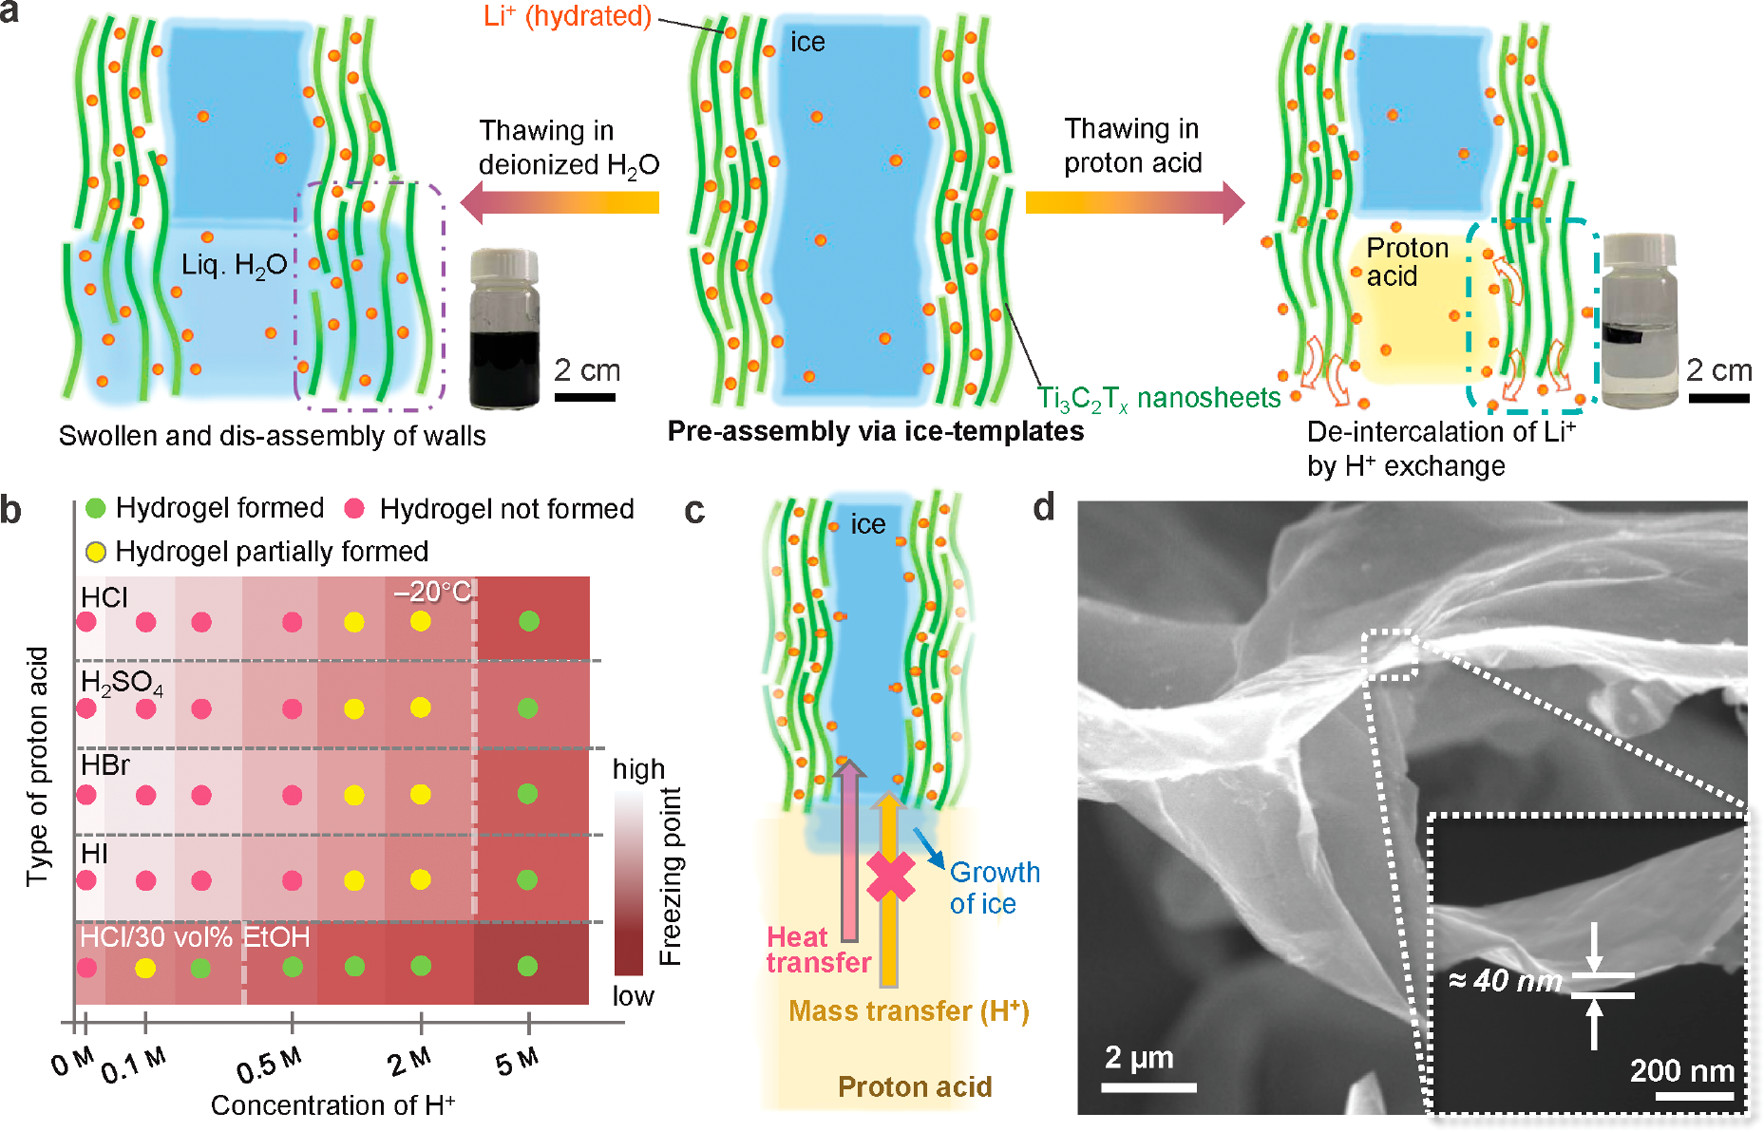 a
Li⁺ (hydrated)
ice
Thawing in
deionized H₂O
Thawing in
proton acid
Liq. H₂O
Proton
acid
2 cm
2 cm
Ti₃C₂Tₓ nanosheets
Swollen and dis-assembly of walls
Pre-assembly via ice-templates
De-intercalation of Li⁺
by H⁺ exchange
b
Hydrogel formed
Hydrogel not formed
Hydrogel partially formed
–20°C
HCl
H₂SO₄
HBr
HI
HCl/30 vol% EtOH
Type of proton acid
high
Freezing point
low
0 M
0.1 M
0.5 M
2 M
5 M
Concentration of H⁺
c
ice
Growth
of ice
Heat
transfer
Mass transfer (H⁺)
Proton acid
d
≈ 40 nm
2 μm
200 nm